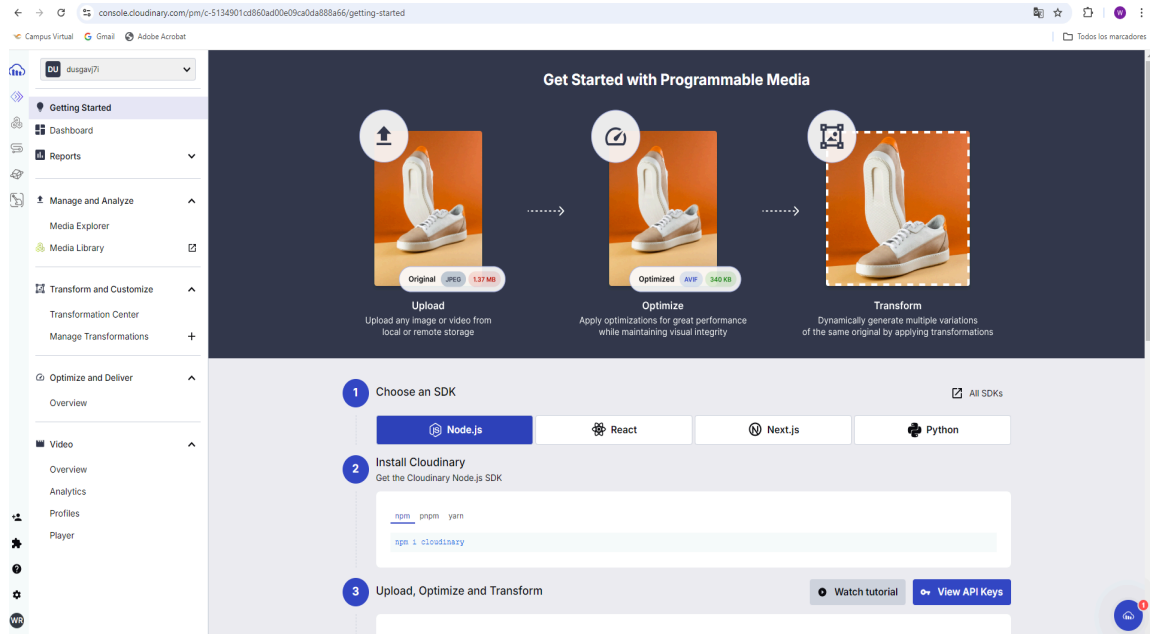 console.cloudinary.com/pm/c-5134901cd860ad00e09ca0da888a66/getting-started
W
Campus Virtual
Gmail
Adobe Acrobat
Todos los marcadores
DU
dusgavj7i
Getting Started
Dashboard
Reports
Manage and Analyze
Media Explorer
Media Library
Transform and Customize
Transformation Center
Manage Transformations
Optimize and Deliver
Overview
Video
Overview
Analytics
Profiles
Player
WR
Get Started with Programmable Media
Original JPEG 1.37 MB
Upload
Upload any image or video from
local or remote storage
Optimized AVIF 340 KB
Optimize
Apply optimizations for great performance
while maintaining visual integrity
Transform
Dynamically generate multiple variations
of the same original by applying transformations
1
Choose an SDK
All SDKs
Node.js
React
Next.js
Python
2
Install Cloudinary
Get the Cloudinary Node.js SDK
npm pnpm yarn
npm i cloudinary
3
Upload, Optimize and Transform
Watch tutorial
View API Keys
1